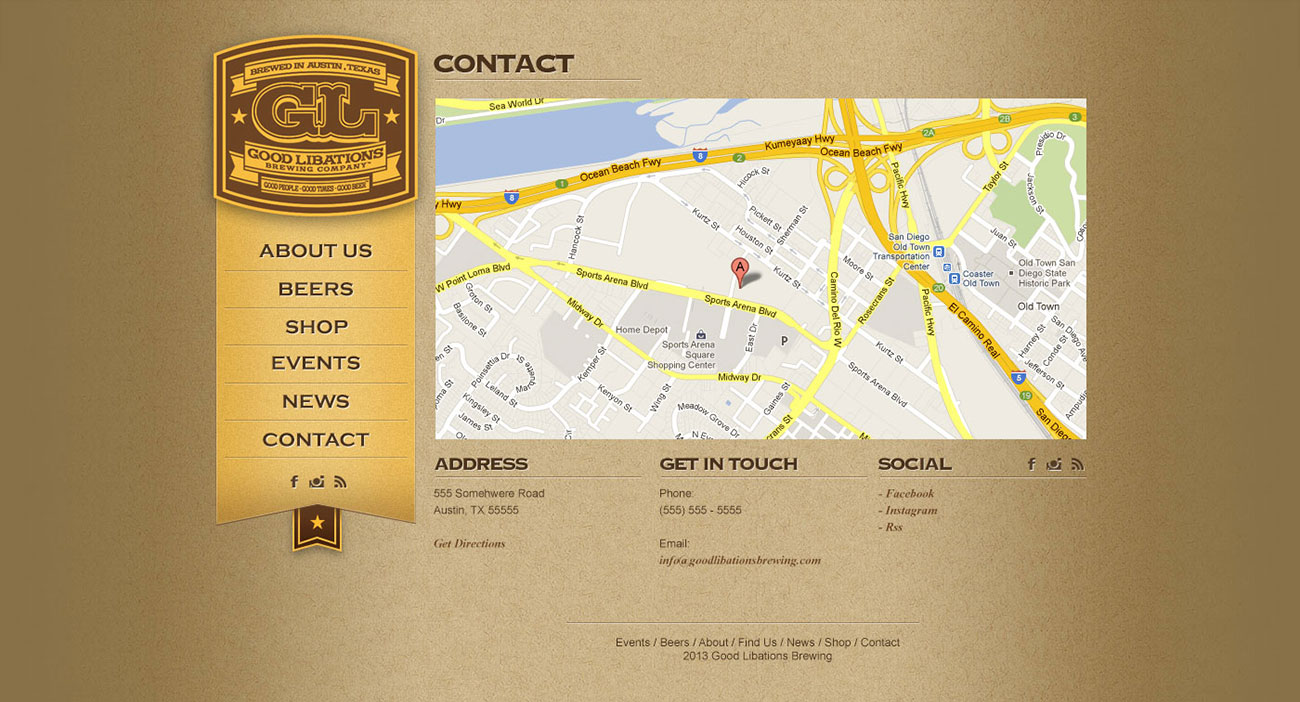 BREWED IN AUSTIN, TEXAS
GL
GOOD LIBATIONS
BREWING COMPANY
GOOD PEOPLE · GOOD TIMES · GOOD BEER
ABOUT US
BEERS
SHOP
EVENTS
NEWS
CONTACT
CONTACT
Sea World Dr
Dr
Ocean Beach Fwy
8
2
Kumeyaay Hwy
Ocean Beach Fwy
2A
2B
3
1
8
y Hwy
Presidio Dr
Taylor St
Jackson St
Pacific Hwy
Hicock St
Pickett St
Sherman St
Kurtz St
Houston St
Kurtz St
Hancock St
Moore St
Juan St
San Diego
Old Town
Transportation
Center
Coaster
Old Town
Old Town San
Diego State
Historic Park
Old Town
A
W Point Loma Blvd
Sports Arena Blvd
Sports Arena Blvd
Camino Del Rio W
Rosecrans St
Pacific Hwy
20
El Camino Real
Groton St
Basilone St
Midway Dr
Home Depot
Sports Arena
Square
Shopping Center
East Dr
P
Kurtz St
San Diego Ave
Harney St
Conde St
Jefferson St
5
19
San Diego
Poinsettia Dr
Leland St
Kingsley St
James St
Kemper St
Kenyon St
Wing St
Midway Dr
Meadow Grove Dr
Gaines St
Sports Arena Blvd
crans St
ADDRESS
555 Somehwere Road
Austin, TX 55555
Get Directions
GET IN TOUCH
Phone:
(555) 555 - 5555
Email:
info@goodlibationsbrewing.com
SOCIAL
- Facebook
- Instagram
- Rss
Events / Beers / About / Find Us / News / Shop / Contact
2013 Good Libations Brewing